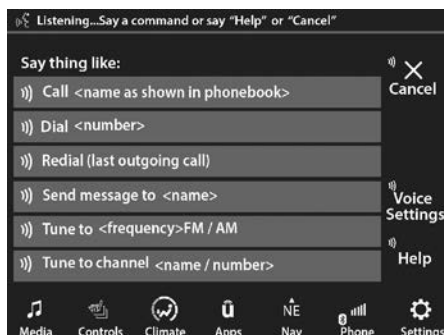 Listening...Say a command or say “Help” or “Cancel”
Say thing like:
Call <name as shown in phonebook>
Dial <number>
Redial (last outgoing call)
Send message to <name>
Tune to <frequency>FM / AM
Tune to channel <name / number>
Cancel
Voice
Settings
Help
Media Controls Climate Apps Nav Phone Settings
NE
û